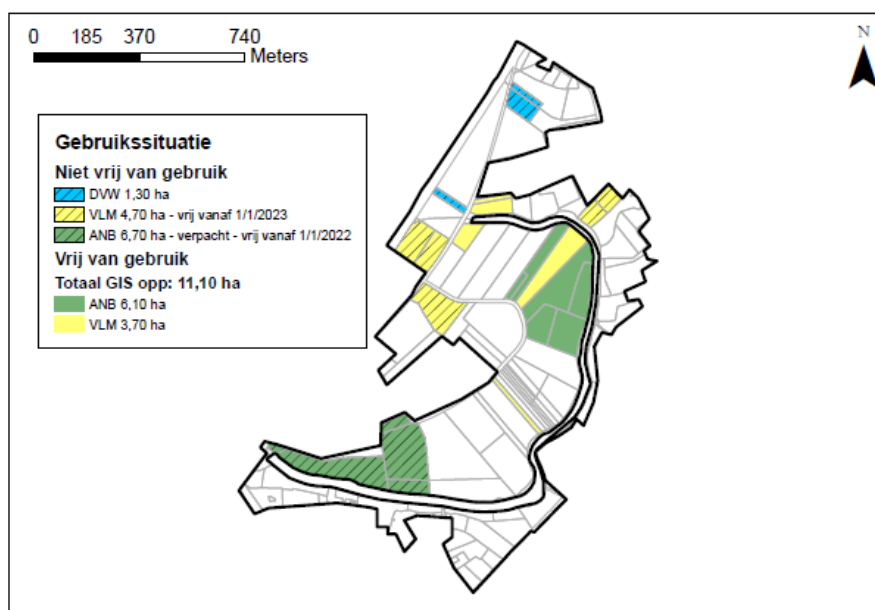 0 185 370 740
Meters
N
Gebruikssituatie
Niet vrij van gebruik
DVW 1,30 ha
VLM 4,70 ha - vrij vanaf 1/1/2023
ANB 6,70 ha - verpacht - vrij vanaf 1/1/2022
Vrij van gebruik
Totaal GIS opp: 11,10 ha
ANB 6,10 ha
VLM 3,70 ha